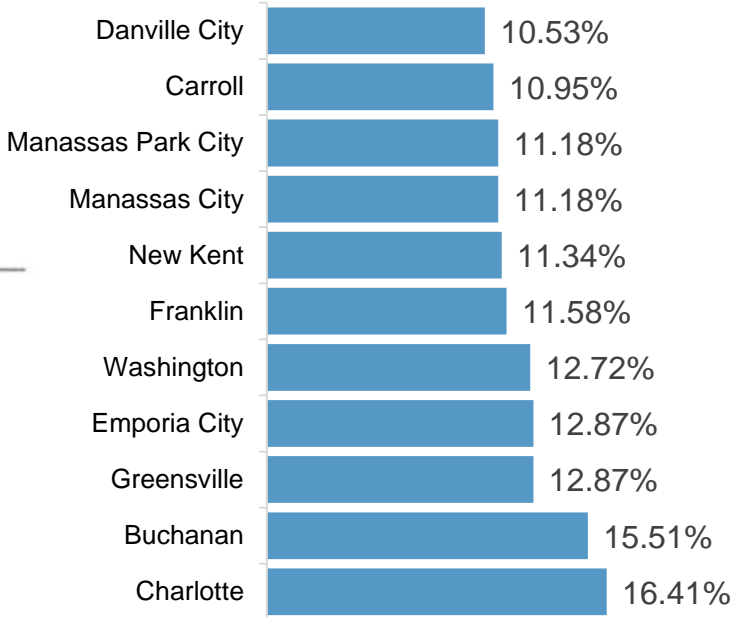 Danville City 10.53%
Carroll 10.95%
Manassas Park City 11.18%
Manassas City 11.18%
New Kent 11.34%
Franklin 11.58%
Washington 12.72%
Emporia City 12.87%
Greensville 12.87%
Buchanan 15.51%
Charlotte 16.41%